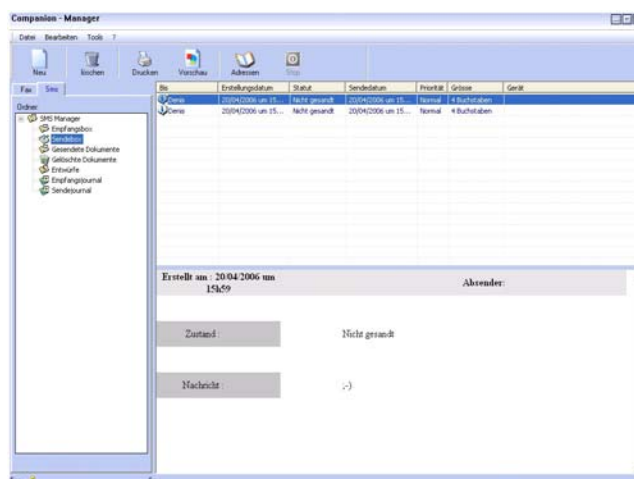 Companion - Manager
Datei Bearbeiten Tools ?
Neu löschen Drucken Vorschau Adressen Stop
Fax Sms
Bis Erstellungsdatum Statut Sendedatum Priorität Grösse Gerät
Denis 20/04/2006 um 15... Nicht gesandt 20/04/2006 um 15... Normal 4 Buchstaben
Denis 20/04/2006 um 15... Nicht gesandt 20/04/2006 um 15... Normal 4 Buchstaben
Ordner
SMS Manager
Empfangsbox
Sendebox
Gesendete Dokumente
Gelöschte Dokumente
Entwürfe
Empfangsjournal
Sendejournal
Erstellt am : 20/04/2006 um
15h59
Absender:
Zustand : Nicht gesandt
Nachricht : ;-)